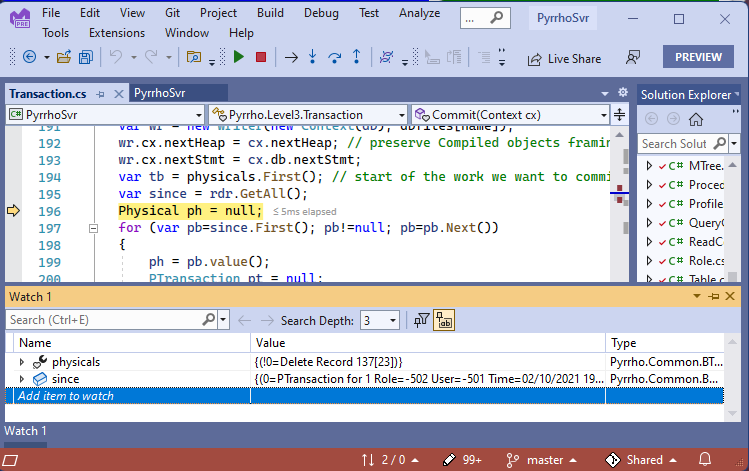 File Edit View Git Project Build Debug Test Analyze
... PyrrhoSvr
Tools Extensions Window Help
Live Share PREVIEW
Transaction.cs PyrrhoSvr
Solution Explorer
C# PyrrhoSvr Pyrrho.Level3.Transaction Commit(Context cx)
191 var wr = new Writer(new Context(db), dbfiles[name]);
192 wr.cx.nextHeap = cx.nextHeap; // preserve Compiled objects framin
193 wr.cx.nextStmt = cx.db.nextStmt;
194 var tb = physicals.First(); // start of the work we want to commi
195 var since = rdr.GetAll();
196 Physical ph = null; ≤ 5ms elapsed
197 for (var pb=since.First(); pb!=null; pb=pb.Next())
198 {
199 ph = pb.value();
200 PTransaction pt = null;
Search Solut
C# MTree.
C# Proced
C# Profile
C# QueryC
C# ReadCo
C# Role.cs
C# Table.c
Watch 1
Search (Ctrl+E) Search Depth: 3
Name Value Type
physicals {(!0=Delete Record 137[23])} Pyrrho.Common.BT...
since {(0=PTransaction for 1 Role=-502 User=-501 Time=02/10/2021 19... Pyrrho.Common.B...
Add item to watch
Watch 1
2 / 0 99+ master Shared